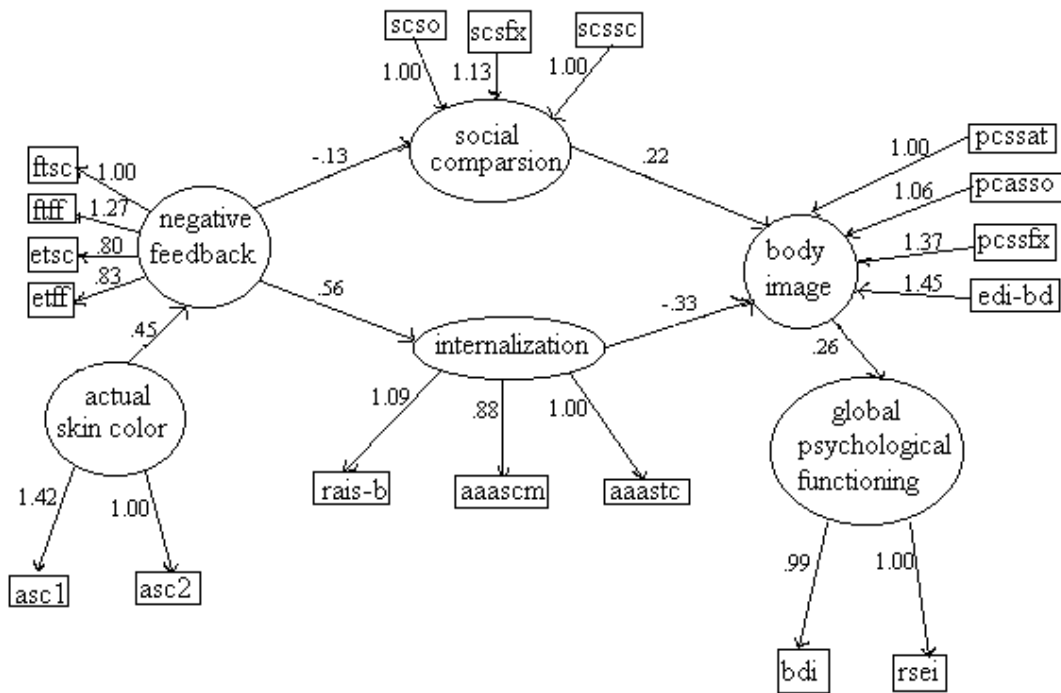 scso
scsfx
scssc
1.00
1.13
1.00
social
comparsion
-.13
.22
ftsc
ftff
etsc
etff
1.00
1.27
.80
.83
negative
feedback
pcssat
pcasso
pcssfx
edi-bd
1.00
1.06
1.37
1.45
body
image
.56
-.33
internalization
.45
.26
actual
skin color
1.09
.88
1.00
rais-b
aaascm
aaastc
global
psychological
functioning
1.42
1.00
asc1
asc2
.99
1.00
bdi
rsei